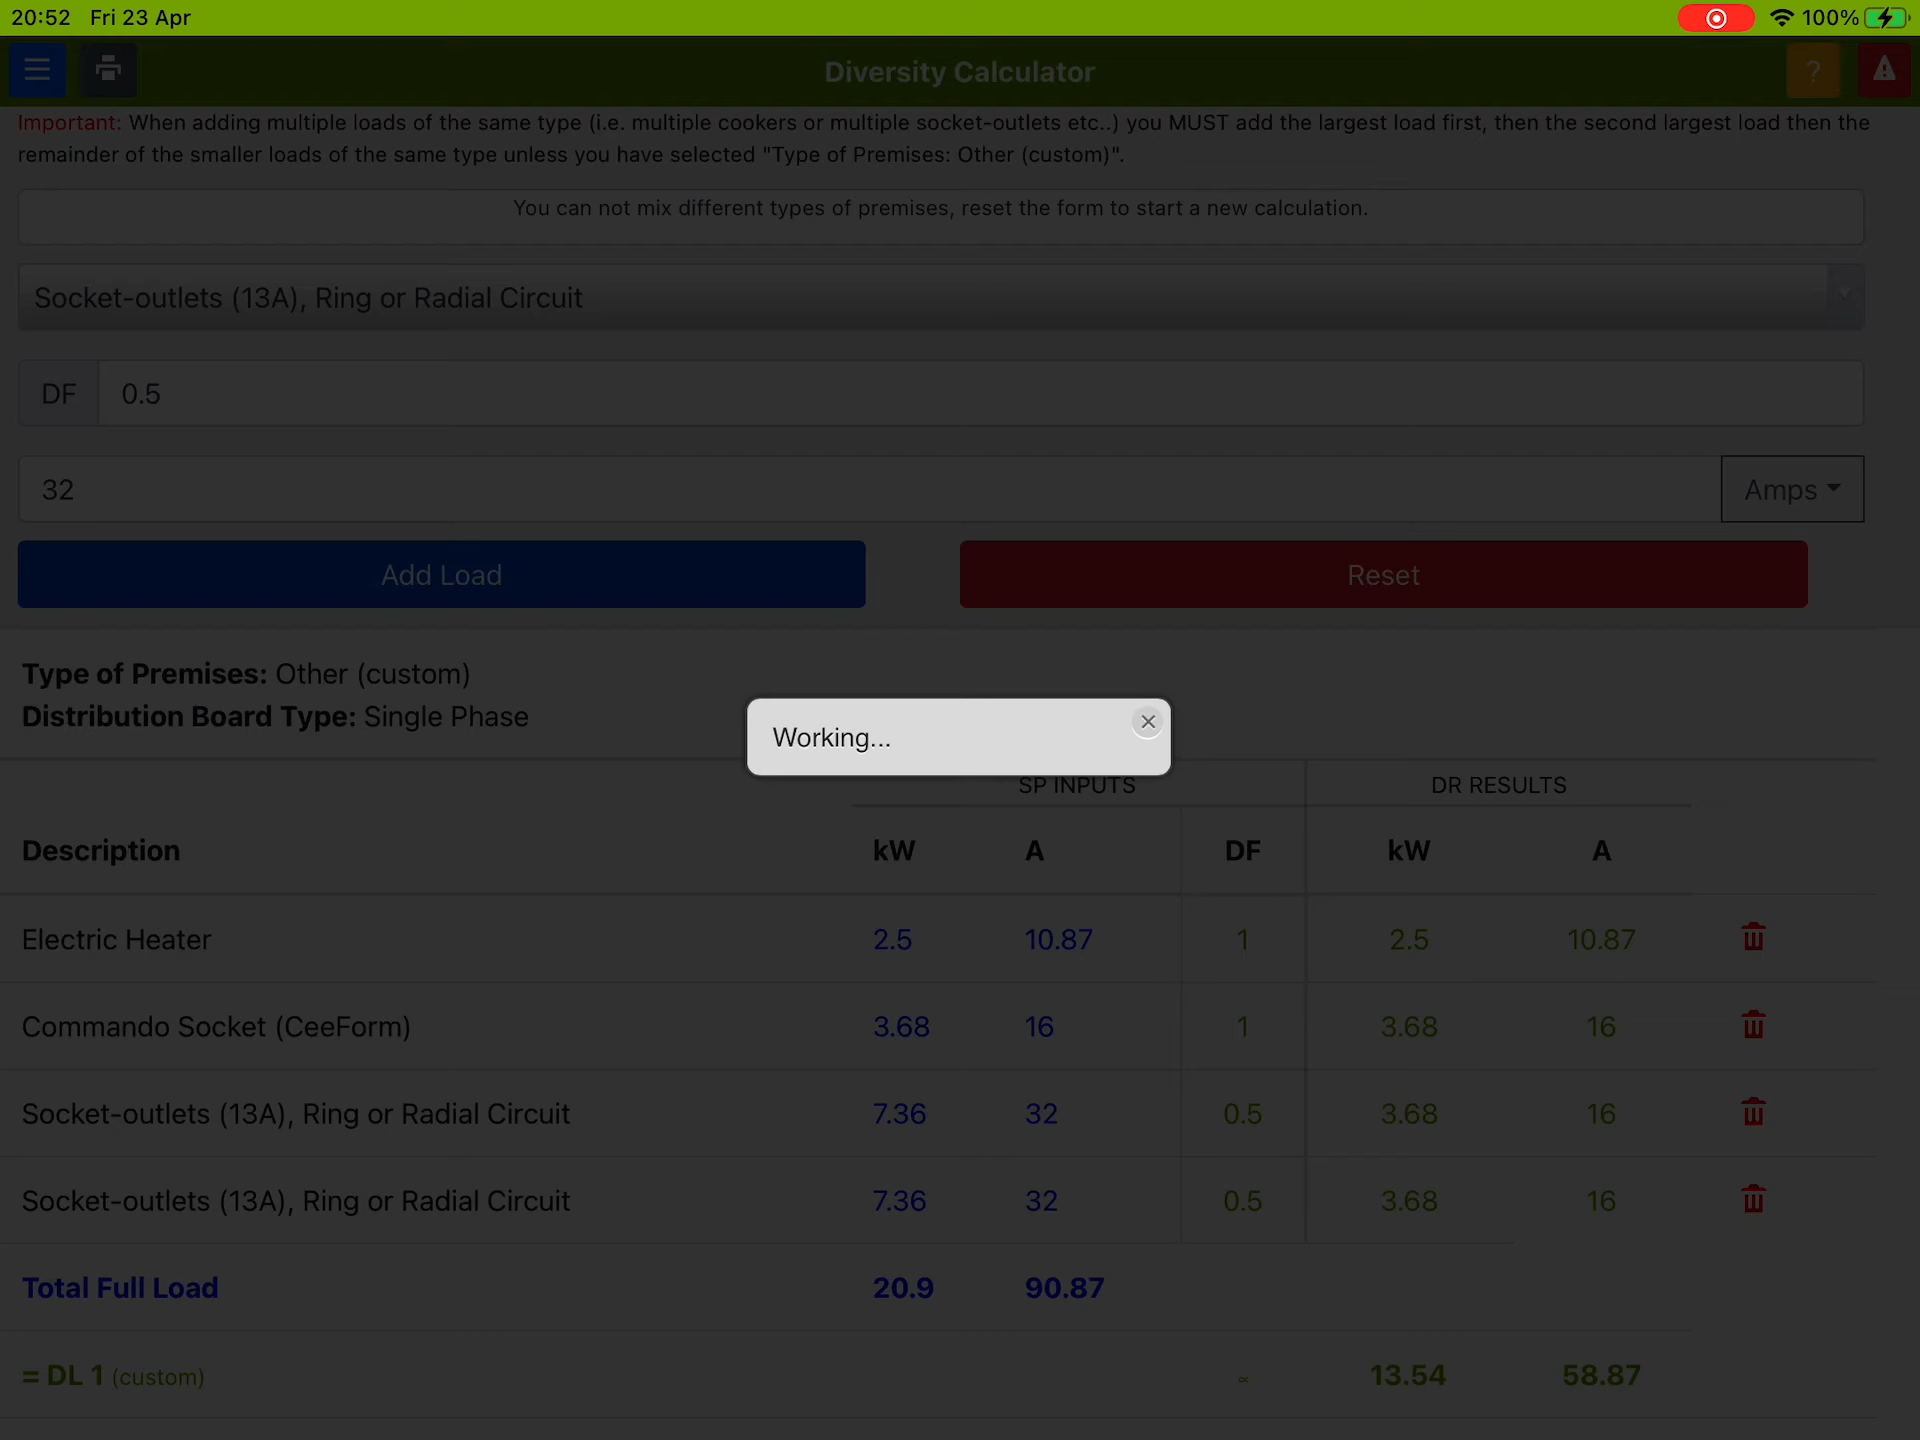 20:52 Fri 23 Apr 100%
Diversity Calculator ?
Important: When adding multiple loads of the same type (i.e. multiple cookers or multiple socket-outlets etc..) you MUST add the largest load first, then the second largest load then the
remainder of the smaller loads of the same type unless you have selected "Type of Premises: Other (custom)".
You can not mix different types of premises, reset the form to start a new calculation.
Socket-outlets (13A), Ring or Radial Circuit
DF 0.5
32 Amps
Add Load Reset
Type of Premises: Other (custom)
Distribution Board Type: Single Phase
Working...
SP INPUTS DR RESULTS
Description kW A DF kW A
Electric Heater 2.5 10.87 1 2.5 10.87
Commando Socket (CeeForm) 3.68 16 1 3.68 16
Socket-outlets (13A), Ring or Radial Circuit 7.36 32 0.5 3.68 16
Socket-outlets (13A), Ring or Radial Circuit 7.36 32 0.5 3.68 16
Total Full Load 20.9 90.87
= DL 1 (custom) 13.54 58.87